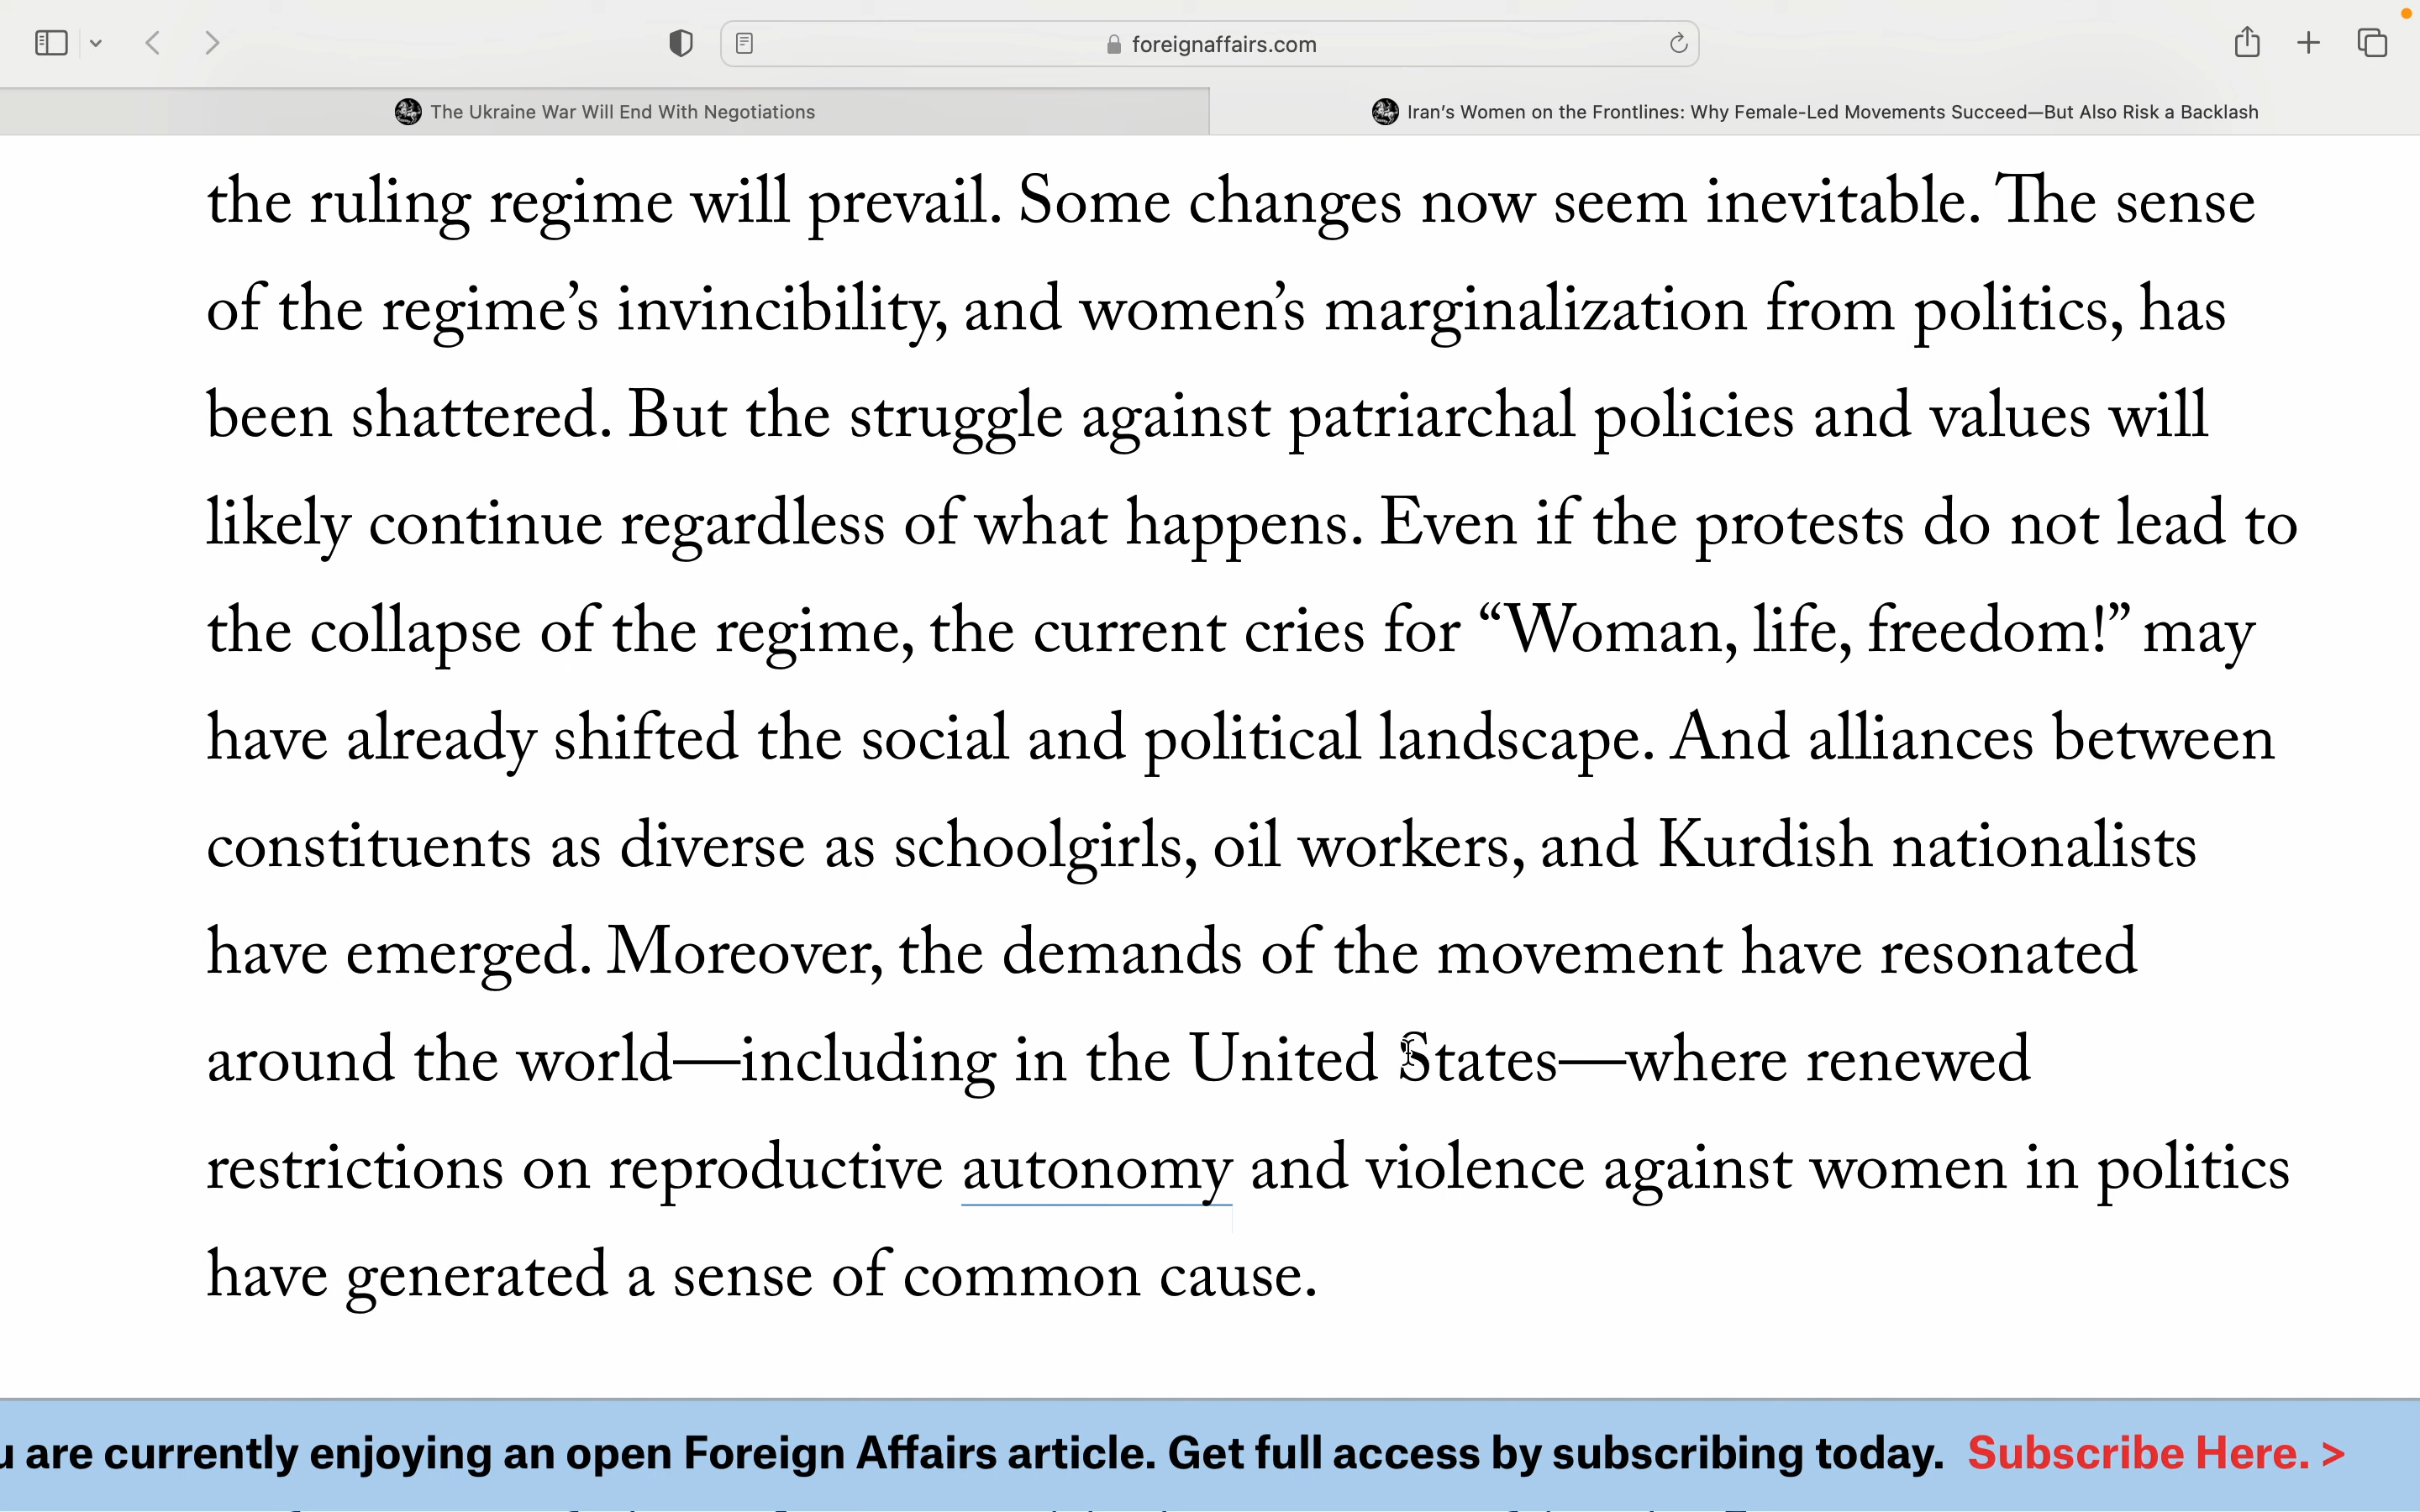 foreignaffairs.com
The Ukraine War Will End With Negotiations
Iran’s Women on the Frontlines: Why Female-Led Movements Succeed—But Also Risk a Backlash
the ruling regime will prevail. Some changes now seem inevitable. The sense
of the regime’s invincibility, and women’s marginalization from politics, has
been shattered. But the struggle against patriarchal policies and values will
likely continue regardless of what happens. Even if the protests do not lead to
the collapse of the regime, the current cries for “Woman, life, freedom!” may
have already shifted the social and political landscape. And alliances between
constituents as diverse as schoolgirls, oil workers, and Kurdish nationalists
have emerged. Moreover, the demands of the movement have resonated
around the world—including in the United States—where renewed
restrictions on reproductive autonomy and violence against women in politics
have generated a sense of common cause.
u are currently enjoying an open Foreign Affairs article. Get full access by subscribing today. Subscribe Here. >